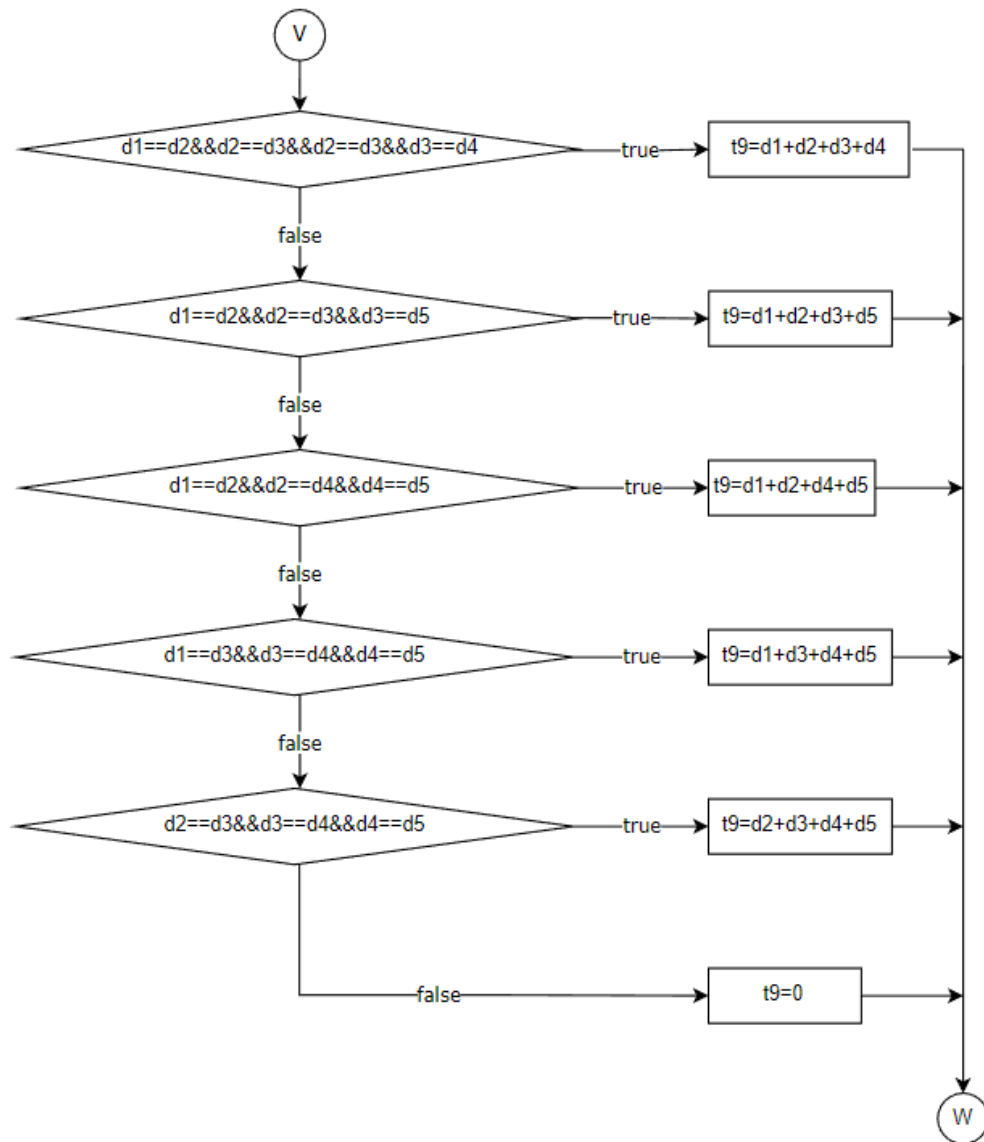 V
d1==d2&&d2==d3&&d2==d3&&d3==d4
true
t9=d1+d2+d3+d4
false
d1==d2&&d2==d3&&d3==d5
true
t9=d1+d2+d3+d5
false
d1==d2&&d2==d4&&d4==d5
true
t9=d1+d2+d4+d5
false
d1==d3&&d3==d4&&d4==d5
true
t9=d1+d3+d4+d5
false
d2==d3&&d3==d4&&d4==d5
true
t9=d2+d3+d4+d5
false
t9=0
W